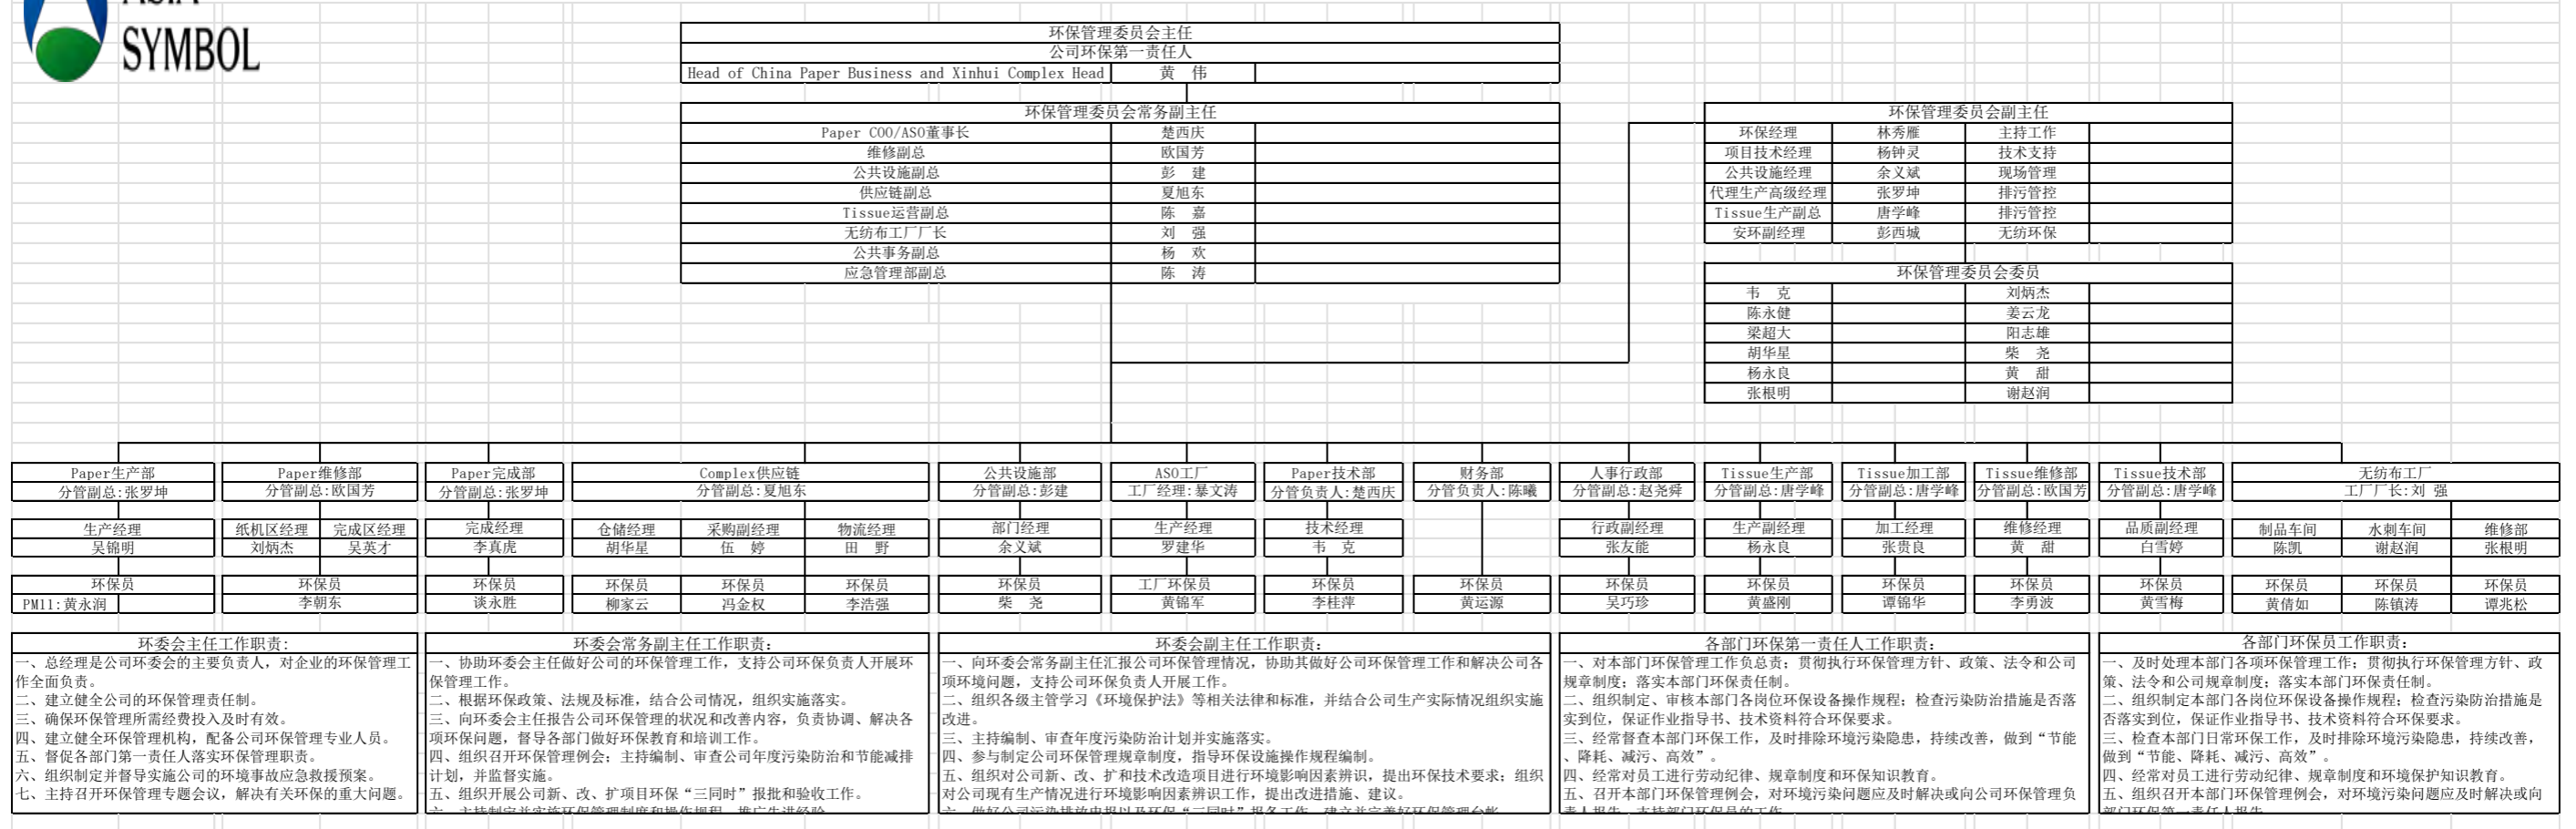 SYMBOL
环保管理委员会主任
公司环保第一责任人
Head of China Paper Business and Xinhui Complex Head 黄 伟
环保管理委员会常务副主任
Paper COO/ASO董事长 楚西庆
维修副总 欧国芳
公共设施副总 彭 建
供应链副总 夏旭东
Tissue运营副总 陈 嘉
无纺布工厂厂长 刘 强
公共事务副总 杨 欢
应急管理部副总 陈 涛
环保管理委员会副主任
环保经理 林秀雁 主持工作
项目技术经理 杨钟灵 技术支持
公共设施经理 余义斌 现场管理
代理生产高级经理 张罗坤 排污管控
Tissue生产副总 唐学峰 排污管控
安环副经理 彭西城 无纺环保
环保管理委员会委员
韦 克 刘炳杰
陈永健 姜云龙
梁超大 阳志雄
胡华星 柴 尧
杨永良 黄 甜
张根明 谢赵润
Paper生产部 Paper维修部 Paper完成部 Complex供应链 公共设施部 ASO工厂 Paper技术部 财务部 人事行政部 Tissue生产部 Tissue加工部 Tissue维修部 Tissue技术部 无纺布工厂
分管副总:张罗坤 分管副总:欧国芳 分管副总:张罗坤 分管副总:夏旭东 分管副总:彭建 工厂经理:暴文涛 分管负责人:楚西庆 分管负责人:陈曦 分管副总:赵尧舜 分管副总:唐学峰 分管副总:唐学峰 分管副总:欧国芳 分管副总:唐学峰 工厂厂长:刘 强
生产经理 纸机区经理 完成区经理 完成经理 仓储经理 采购副经理 物流经理 部门经理 生产经理 技术经理 行政副经理 生产副经理 加工经理 维修经理 品质副经理 制品车间 水刺车间 维修部
吴锦明 刘炳杰 吴英才 李真虎 胡华星 伍 婷 田 野 余义斌 罗建华 韦 克 张友能 杨永良 张贵良 黄 甜 白雪婷 陈凯 谢赵润 张根明
环保员 环保员 环保员 环保员 环保员 环保员 环保员 工厂环保员 环保员 环保员 环保员 环保员 环保员 环保员 环保员 环保员 环保员 环保员
PM11:黄永润 李朝东 谈永胜 柳家云 冯金权 李浩强 柴 尧 黄锦军 李桂萍 黄运源 吴巧珍 黄盛刚 谭锦华 李勇波 黄雪梅 黄倩如 陈镇涛 谭兆松
环委会主任工作职责:
一、总经理是公司环委会的主要负责人，对企业的环保管理工
作全面负责。
二、建立健全公司的环保管理责任制。
三、确保环保管理所需经费投入及时有效。
四、建立健全环保管理机构，配备公司环保管理专业人员。
五、督促各部门第一责任人落实环保管理职责。
六、组织制定并督导实施公司的环境事故应急救援预案。
七、主持召开环保管理专题会议，解决有关环保的重大问题。
环委会常务副主任工作职责：
一、协助环委会主任做好公司的环保管理工作，支持公司环保负责人开展环
保管理工作。
二、根据环保政策、法规及标准，结合公司情况，组织实施落实。
三、向环委会主任报告公司环保管理的状况和改善内容，负责协调、解决各
项环保问题，督导各部门做好环保教育和培训工作。
四、组织召开环保管理例会；主持编制、审查公司年度污染防治和节能减排
计划，并监督实施。
五、组织开展公司新、改、扩项目环保“三同时”报批和验收工作。
六、主持制定并实施环保管理制度和操作规程，推广先进经验
环委会副主任工作职责：
一、向环委会常务副主任汇报公司环保管理情况，协助其做好公司环保管理工作和解决公司各
项环境问题，支持公司环保负责人开展工作。
二、组织各级主管学习《环境保护法》等相关法律和标准，并结合公司生产实际情况组织实施
改进。
三、主持编制、审查年度污染防治计划并实施落实。
四、参与制定公司环保管理规章制度，指导环保设施操作规程编制。
五、组织对公司新、改、扩和技术改造项目进行环境影响因素辨识，提出环保技术要求；组织
对公司现有生产情况进行环境影响因素辨识工作，提出改进措施、建议。
六、做好公司污染排放申报以及环保“三同时”报备工作，建立并完善好环保管理台帐
各部门环保第一责任人工作职责：
一、对本部门环保管理工作负总责；贯彻执行环保管理方针、政策、法令和公司
规章制度；落实本部门环保责任制。
二、组织制定、审核本部门各岗位环保设备操作规程；检查污染防治措施是否落
实到位，保证作业指导书、技术资料符合环保要求。
三、经常督查本部门环保工作，及时排除环境污染隐患，持续改善，做到“节能
、降耗、减污、高效”。
四、经常对员工进行劳动纪律、规章制度和环保知识教育。
五、召开本部门环保管理例会，对环境污染问题应及时解决或向公司环保管理负
责人报告，支持部门环保员的工作
各部门环保员工作职责：
一、及时处理本部门各项环保管理工作；贯彻执行环保管理方针、政
策、法令和公司规章制度；落实本部门环保责任制。
二、组织制定本部门各岗位环保设备操作规程；检查污染防治措施是
否落实到位，保证作业指导书、技术资料符合环保要求。
三、检查本部门日常环保工作，及时排除环境污染隐患，持续改善，
做到“节能、降耗、减污、高效”。
四、经常对员工进行劳动纪律、规章制度和环境保护知识教育。
五、组织召开本部门环保管理例会，对环境污染问题应及时解决或向
部门环保第一责任人报告